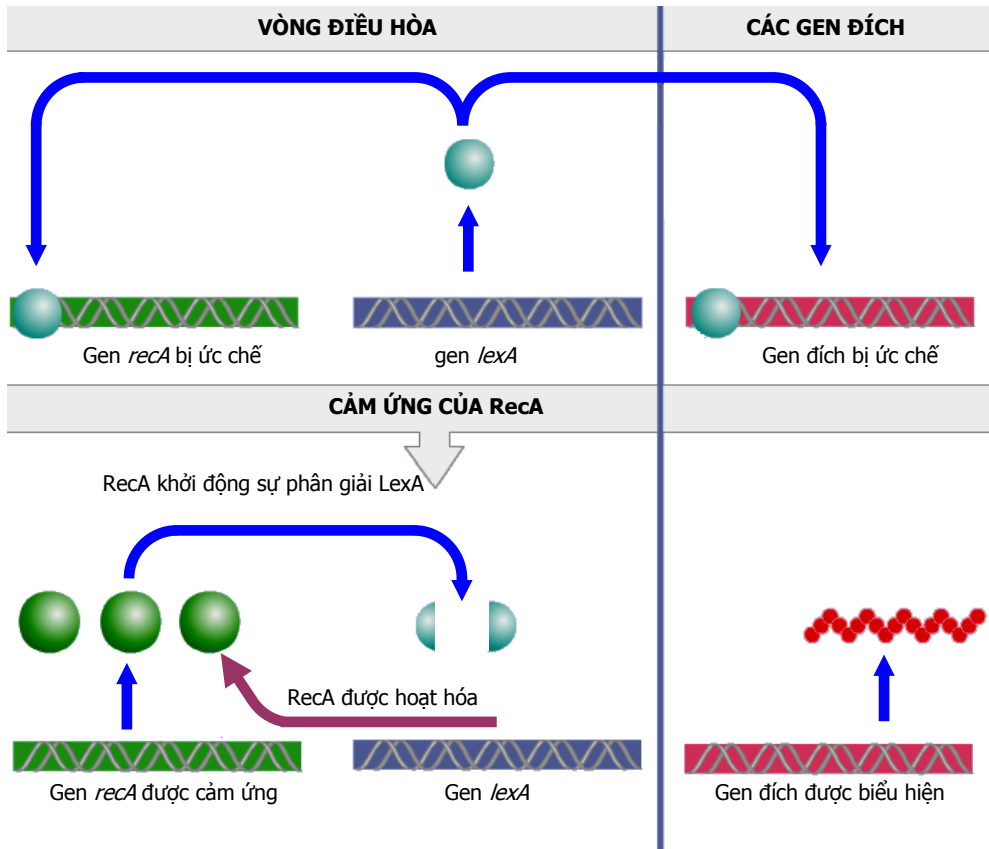 VÒNG ĐIỀU HÒA
CÁC GEN ĐÍCH
Gen recA bị ức chế
gen lexA
Gen đích bị ức chế
CẢM ỨNG CỦA RecA
RecA khởi động sự phân giải LexA
RecA được hoạt hóa
Gen recA được cảm ứng
Gen lexA
Gen đích được biểu hiện